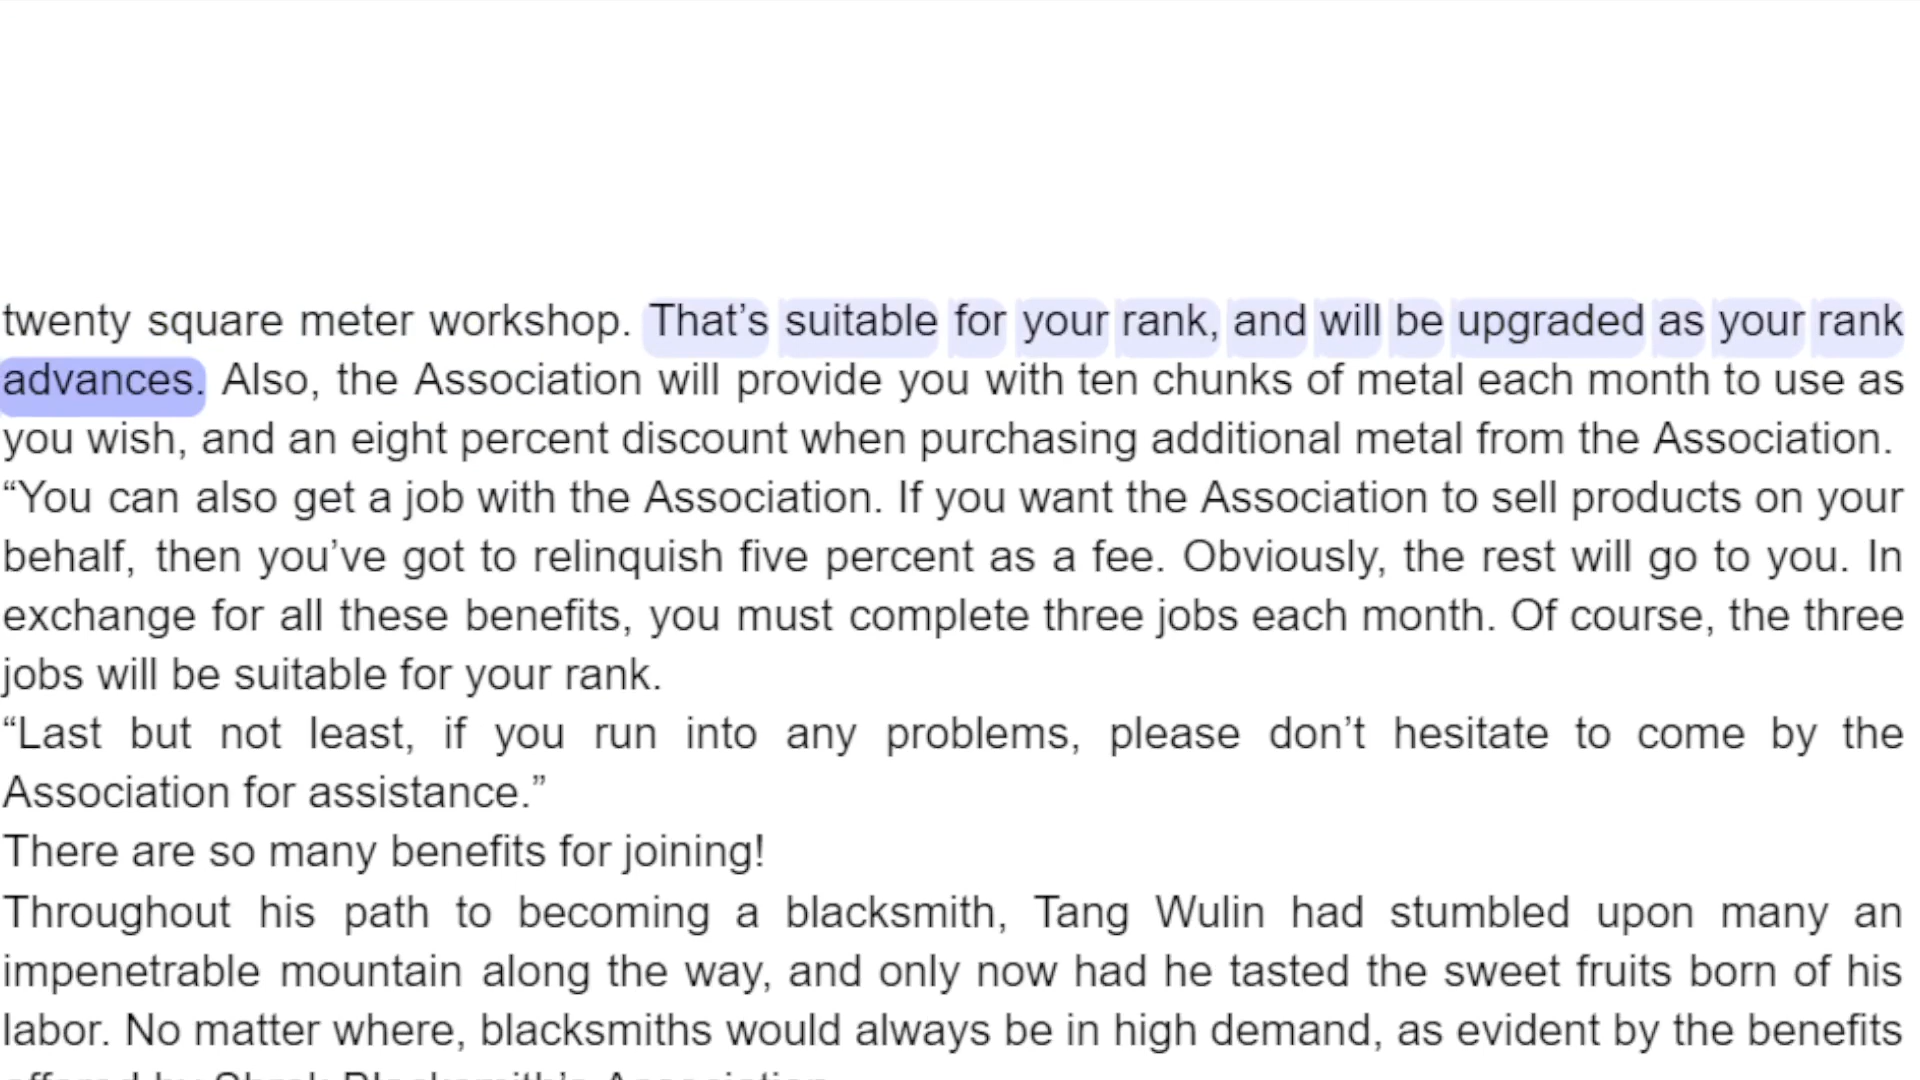 twenty square meter workshop. That’s suitable for your rank, and will be upgraded as your rank
advances. Also, the Association will provide you with ten chunks of metal each month to use as
you wish, and an eight percent discount when purchasing additional metal from the Association.
“You can also get a job with the Association. If you want the Association to sell products on your
behalf, then you’ve got to relinquish five percent as a fee. Obviously, the rest will go to you. In
exchange for all these benefits, you must complete three jobs each month. Of course, the three
jobs will be suitable for your rank.
“Last but not least, if you run into any problems, please don’t hesitate to come by the
Association for assistance.”
There are so many benefits for joining!
Throughout his path to becoming a blacksmith, Tang Wulin had stumbled upon many an
impenetrable mountain along the way, and only now had he tasted the sweet fruits born of his
labor. No matter where, blacksmiths would always be in high demand, as evident by the benefits
offered by Shrek Blacksmith’s Association.